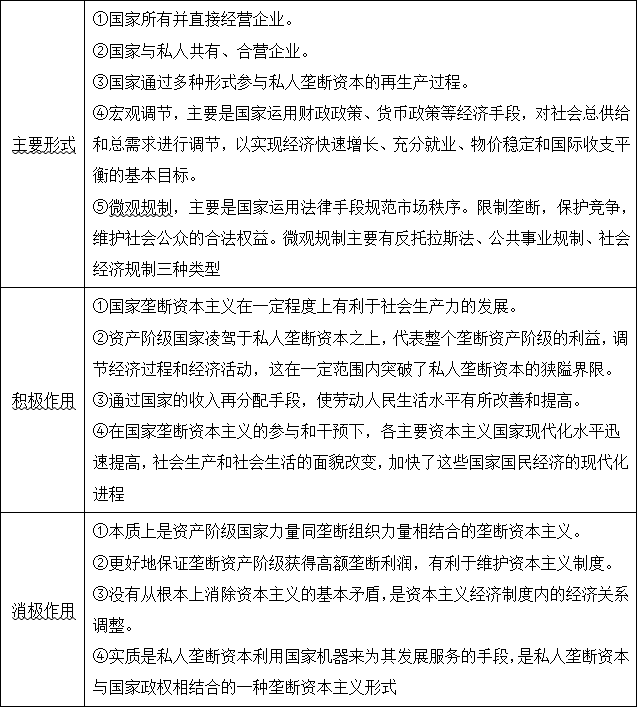 主要形式
①国家所有并直接经营企业。
②国家与私人共有、合营企业。
③国家通过多种形式参与私人垄断资本的再生产过程。
④宏观调节，主要是国家运用财政政策、货币政策等经济手段，对社会总供给
和总需求进行调节，以实现经济快速增长、充分就业、物价稳定和国际收支平
衡的基本目标。
⑤微观规制，主要是国家运用法律手段规范市场秩序。限制垄断，保护竞争，
维护社会公众的合法权益。微观规制主要有反托拉斯法、公共事业规制、社会
经济规制三种类型
积极作用
①国家垄断资本主义在一定程度上有利于社会生产力的发展。
②资产阶级国家凌驾于私人垄断资本之上，代表整个垄断资产阶级的利益，调
节经济过程和经济活动，这在一定范围内突破了私人垄断资本的狭隘界限。
③通过国家的收入再分配手段，使劳动人民生活水平有所改善和提高。
④在国家垄断资本主义的参与和干预下，各主要资本主义国家现代化水平迅
速提高，社会生产和社会生活的面貌改变，加快了这些国家国民经济的现代化
进程
消极作用
①本质上是资产阶级国家力量同垄断组织力量相结合的垄断资本主义。
②更好地保证垄断资产阶级获得高额垄断利润，有利于维护资本主义制度。
③没有从根本上消除资本主义的基本矛盾，是资本主义经济制度内的经济关系
调整。
④实质是私人垄断资本利用国家机器来为其发展服务的手段，是私人垄断资本
与国家政权相结合的一种垄断资本主义形式